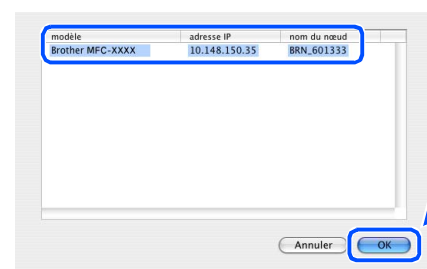 modèle adresse IP nom du nœud
Brother MFC-XXXX 10.148.150.35 BRN_601333
Annuler OK